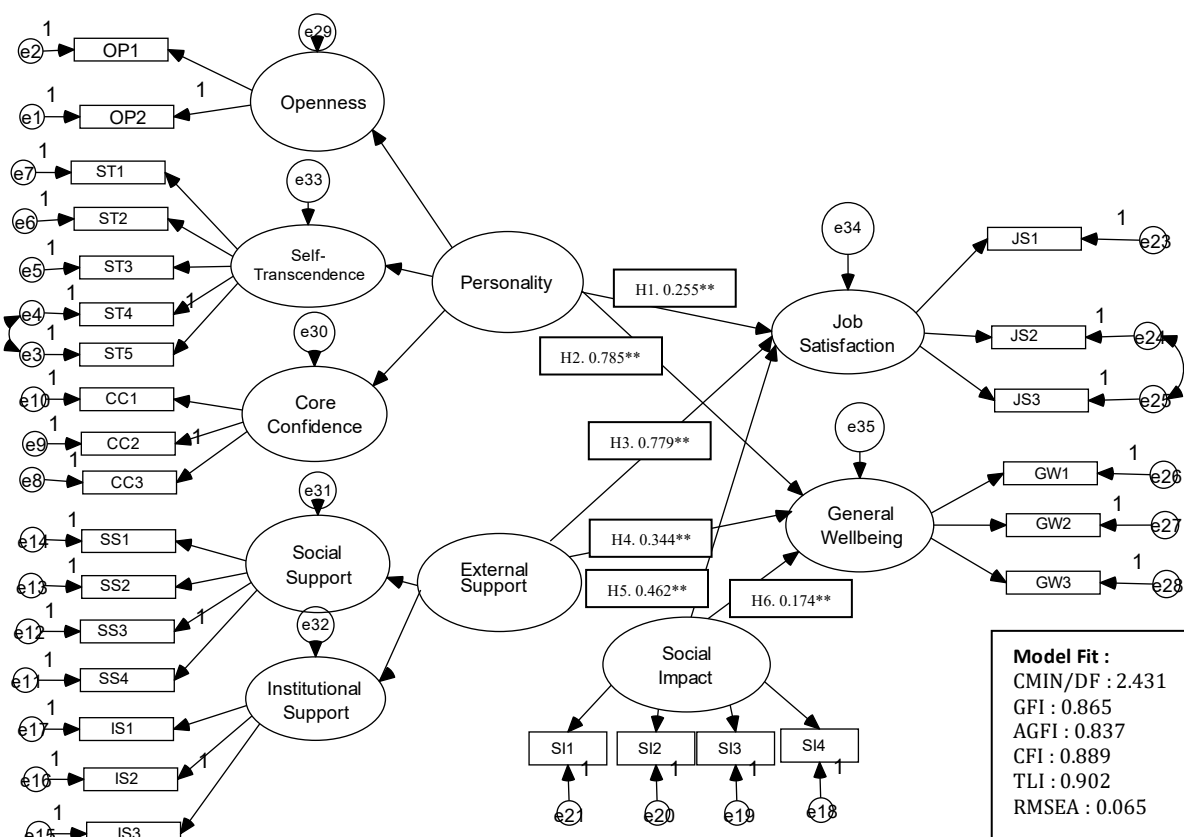 1
e29
e2
OP1
Openness
1
1
e1
OP2
1
e7
ST1
e33
1
e6
ST2
e34
1
JS1
e23
1
e5
ST3
Self-
Transcendence
Personality
H1. 0.255**
1
e4
ST4
1
e30
Job
Satisfaction
1
JS2
e24
1
e3
ST5
H2. 0.785**
1
e10
CC1
Core
Confidence
1
JS3
e25
1
e9
CC2
1
H3. 0.779**
e35
1
e8
CC3
e31
1
GW1
e26
1
e14
SS1
Social
Support
General
Wellbeing
1
GW2
e27
H4. 0.344**
1
e13
SS2
External
Support
H5. 0.462**
H6. 0.174**
1
GW3
e28
1
e12
SS3
1
e32
1
e11
SS4
Social
Impact
Institutional
Support
1
e17
IS1
1
e16
IS2
1
SI1
SI2
SI3
SI4
1
1
1
1
1
e15
IS3
e21
e20
e19
e18
Model Fit :
CMIN/DF : 2.431
GFI : 0.865
AGFI : 0.837
CFI : 0.889
TLI : 0.902
RMSEA : 0.065